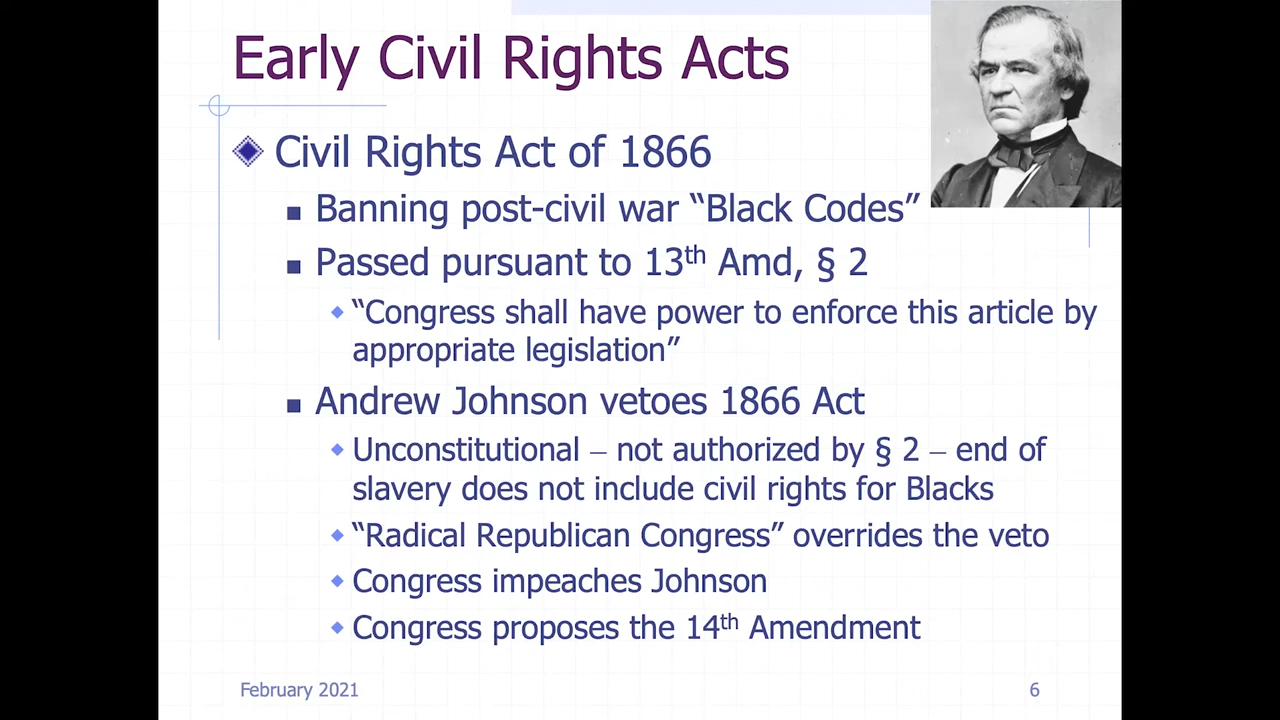 Early Civil Rights Acts
Civil Rights Act of 1866
Banning post-civil war “Black Codes”
Passed pursuant to 13th Amd, § 2
“Congress shall have power to enforce this article by
appropriate legislation”
Andrew Johnson vetoes 1866 Act
Unconstitutional – not authorized by § 2 – end of
slavery does not include civil rights for Blacks
“Radical Republican Congress” overrides the veto
Congress impeaches Johnson
Congress proposes the 14th Amendment
February 2021
6